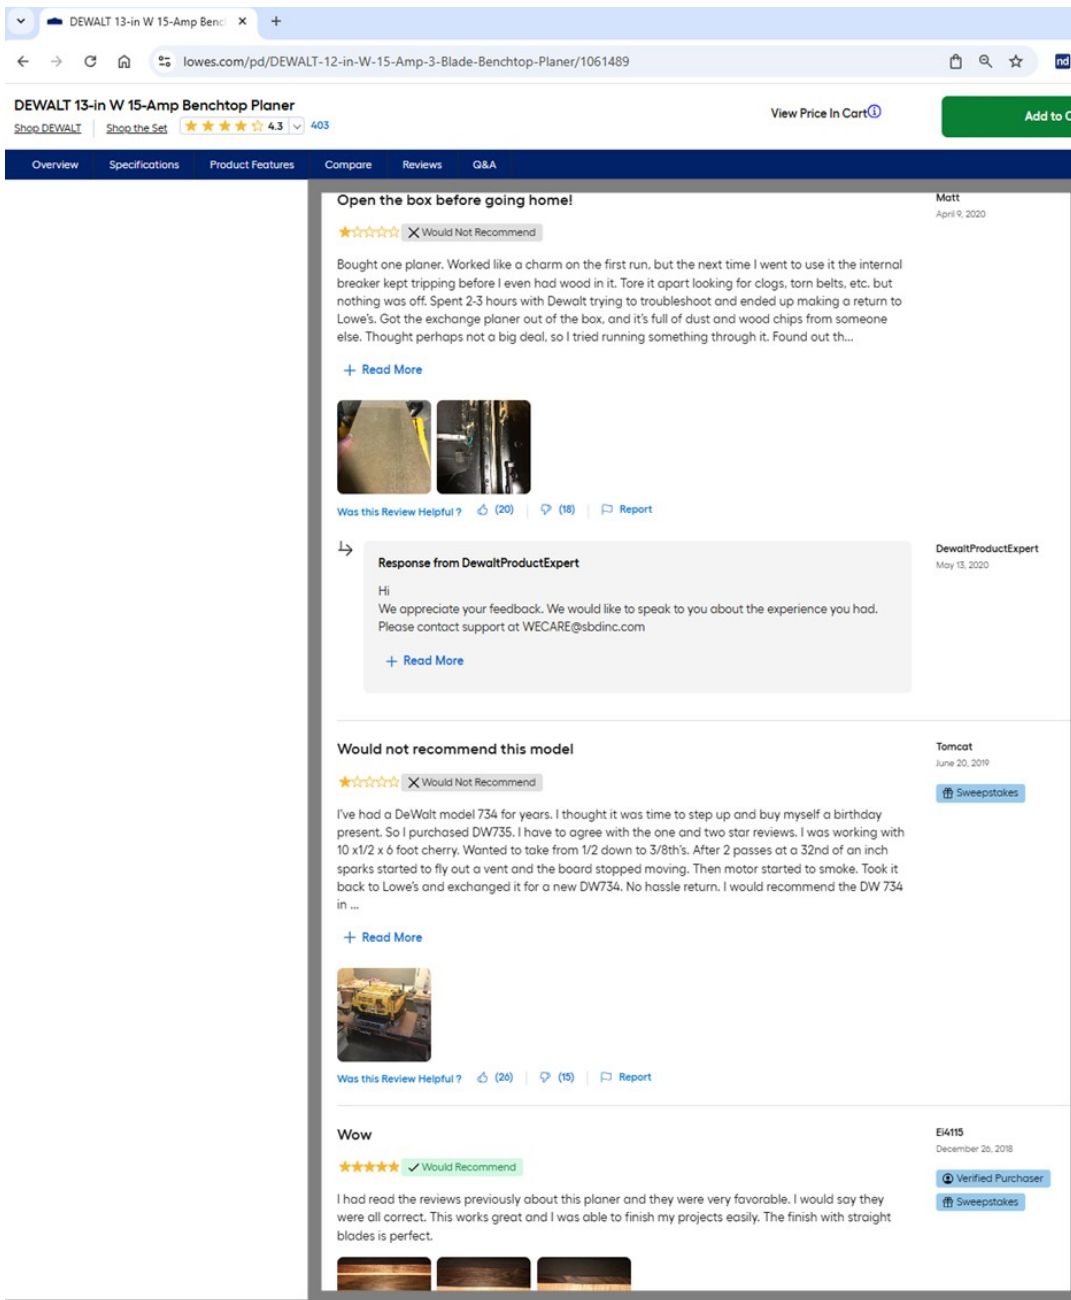 DEWALT 13-in W 15-Amp Benc
lowes.com/pd/DEWALT-12-in-W-15-Amp-3-Blade-Benchtop-Planer/1061489
nd
DEWALT 13-in W 15-Amp Benchtop Planer
Shop DEWALT
Shop the Set
4.3
403
View Price In Cart
Add to C
Overview
Specifications
Product Features
Compare
Reviews
Q&A
Open the box before going home!
Matt
April 9, 2020
Would Not Recommend
Bought one planer. Worked like a charm on the first run, but the next time I went to use it the internal
breaker kept tripping before I even had wood in it. Tore it apart looking for clogs, torn belts, etc. but
nothing was off. Spent 2-3 hours with Dewalt trying to troubleshoot and ended up making a return to
Lowe's. Got the exchange planer out of the box, and it's full of dust and wood chips from someone
else. Thought perhaps not a big deal, so I tried running something through it. Found out th...
+ Read More
Was this Review Helpful ?
(20)
(18)
Report
Response from DewaltProductExpert
DewaltProductExpert
May 13, 2020
Hi
We appreciate your feedback. We would like to speak to you about the experience you had.
Please contact support at WECARE@sbdinc.com
+ Read More
Would not recommend this model
Tomcat
June 20, 2019
Would Not Recommend
Sweepstakes
I've had a DeWalt model 734 for years. I thought it was time to step up and buy myself a birthday
present. So I purchased DW735. I have to agree with the one and two star reviews. I was working with
10 x1/2 x 6 foot cherry. Wanted to take from 1/2 down to 3/8th's. After 2 passes at a 32nd of an inch
sparks started to fly out a vent and the board stopped moving. Then motor started to smoke. Took it
back to Lowe's and exchanged it for a new DW734. No hassle return. I would recommend the DW 734
in ...
+ Read More
Was this Review Helpful ?
(26)
(15)
Report
Wow
Ei4115
December 26, 2018
Would Recommend
Verified Purchaser
Sweepstakes
I had read the reviews previously about this planer and they were very favorable. I would say they
were all correct. This works great and I was able to finish my projects easily. The finish with straight
blades is perfect.